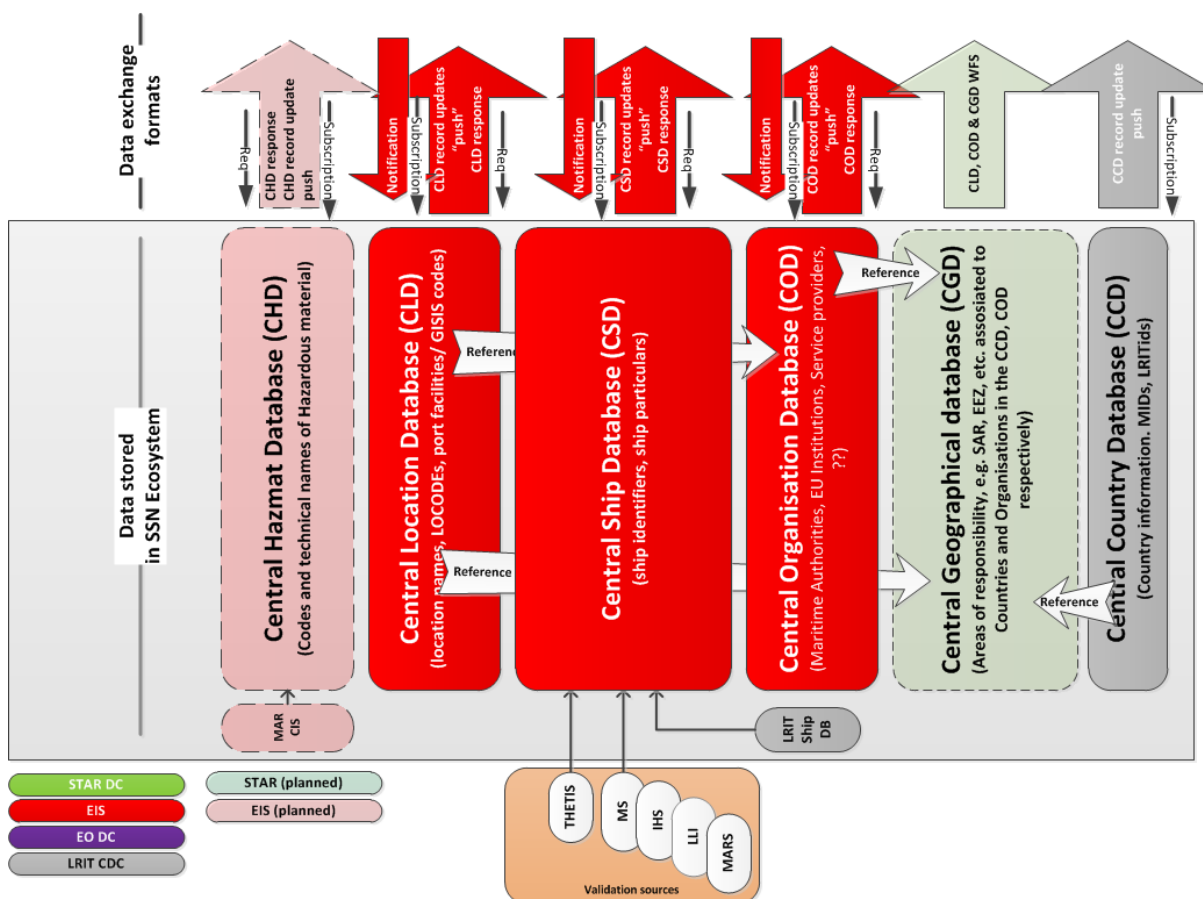 Data exchange
formats
Req
CHD response
CHD record update
push
Subscription
Notification
Subscription
CLD record updates
“push”
CLD response
Req
Notification
Subscription
CSD record updates
“push”
CSD response
Req
Notification
Subscription
COD record updates
“push”
COD response
Req
CLD, COD & CGD WFS
CCD record update
push
Subscription
Data stored
in SSN Ecosystem
Central Hazmat Database (CHD)
(Codes and technical names of Hazardous material)
MAR
CIS
Central Location Database (CLD)
(location names, LOCODEs, port facilities/ GISIS codes)
Reference
Reference
Central Ship Database (CSD)
(ship identifiers, ship particulars)
Central Organisation Database (COD)
(Maritime Authorities, EU Institutions, Service providers,
??)
Reference
LRIT
Ship
DB
Central Geographical database (CGD)
(Areas of responsibility, e.g. SAR, EEZ, etc. assosiated to
Countries and Organisations in the CCD, COD
respectively)
Reference
Central Country Database (CCD)
(Country information. MIDs, LRITids)
STAR DC
EIS
EO DC
LRIT CDC
STAR (planned)
EIS (planned)
THETIS
MS
IHS
LLI
MARS
Validation sources